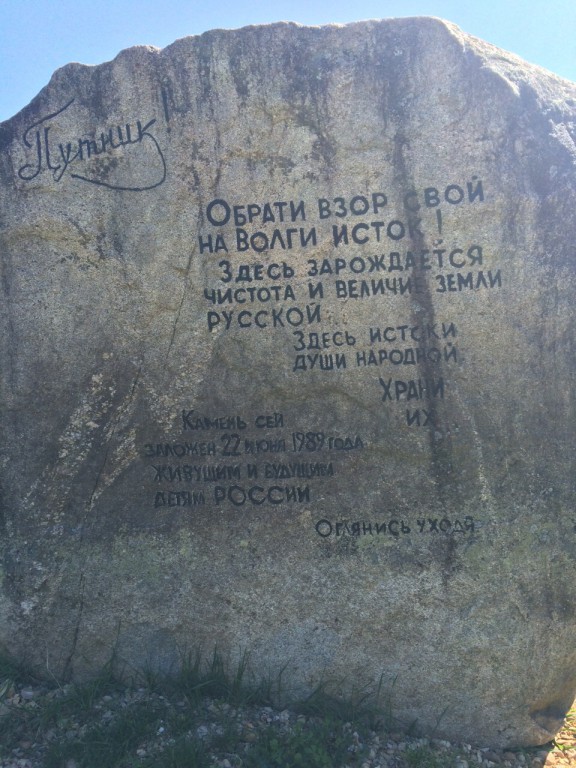 Путник!
Обрати взор свой
на Волги исток!
Здесь зарождается
чистота и величие земли
русской...
Здесь истоки
души народной.
Храни
их
Камень сей
заложен 22 июня 1989 года
живущим и будущим
детям России
Оглянись уходя